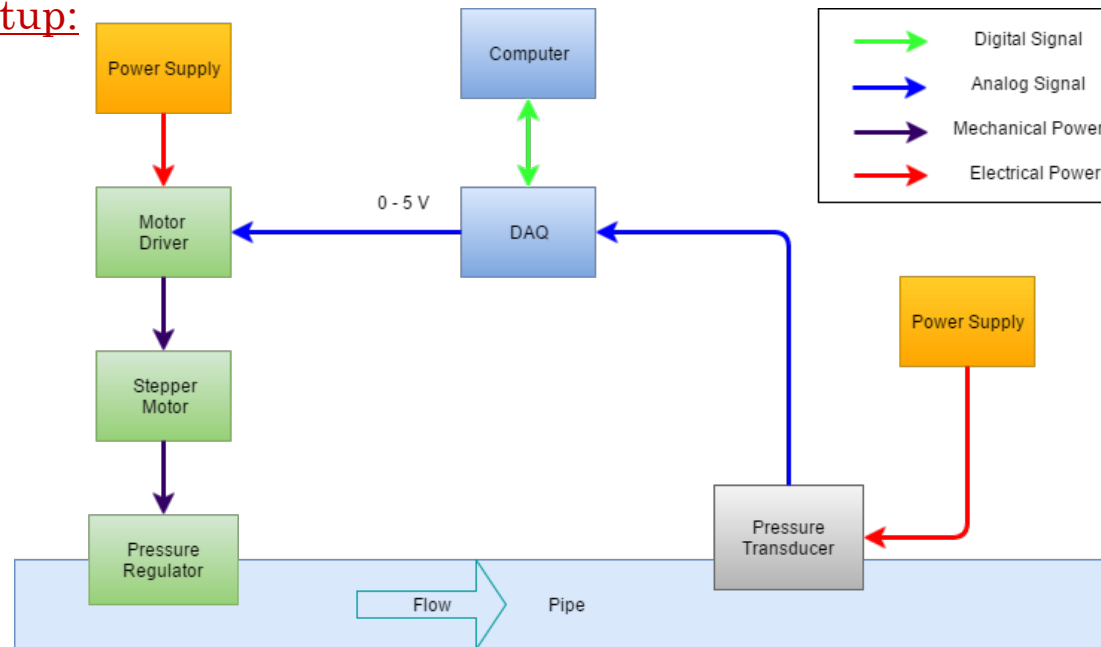 tup:
Power Supply
Computer
Digital Signal
Analog Signal
Mechanical Power
Electrical Power
Motor
Driver
0 - 5 V
DAQ
Power Supply
Stepper
Motor
Pressure
Transducer
Pressure
Regulator
Flow
Pipe